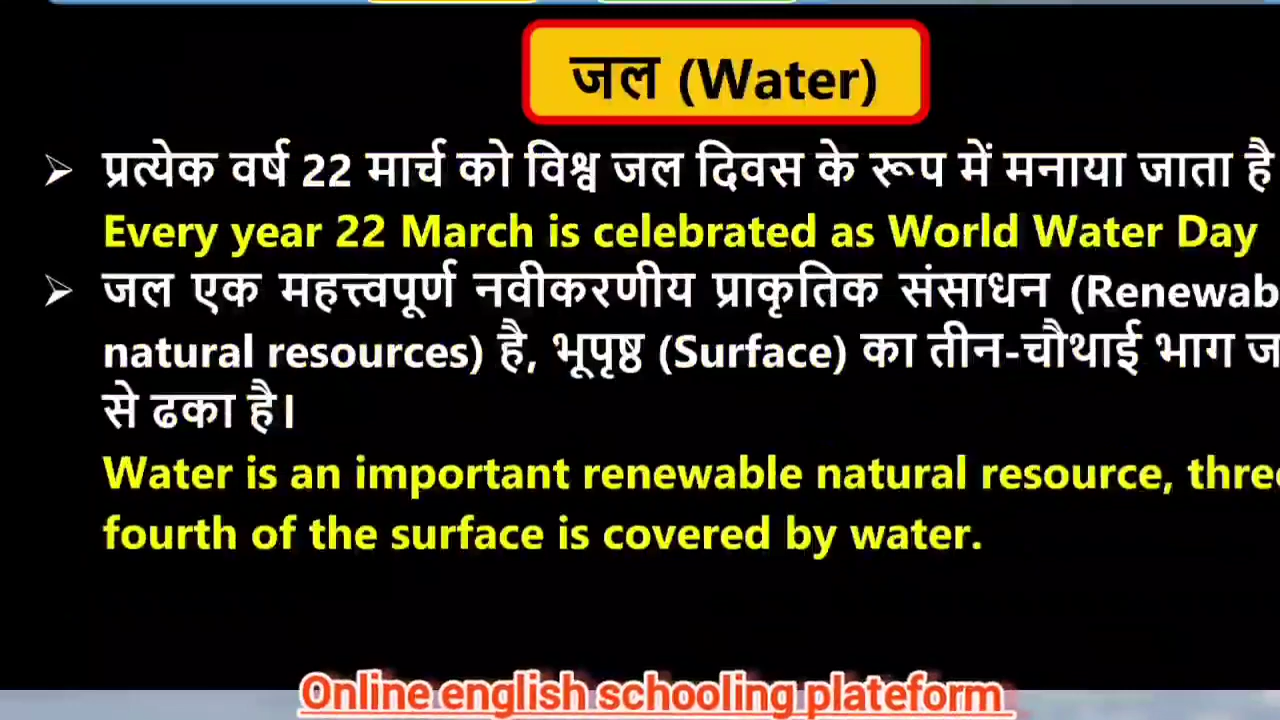 जल (Water)
➢ प्रत्येक वर्ष 22 मार्च को विश्व जल दिवस के रूप में मनाया जाता है
Every year 22 March is celebrated as World Water Day
➢ जल एक महत्त्वपूर्ण नवीकरणीय प्राकृतिक संसाधन (Renewab
natural resources) है, भूपृष्ठ (Surface) का तीन-चौथाई भाग ज
से ढका है।
Water is an important renewable natural resource, three
fourth of the surface is covered by water.
Online english schooling plateform